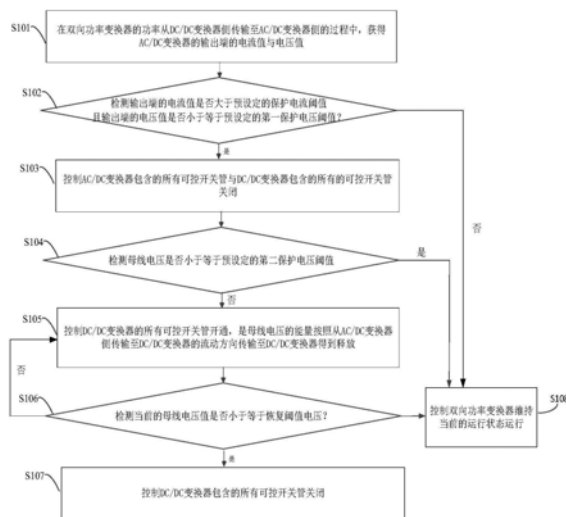 S101
在双向功率变换器的功率从DC/DC变换器侧传输至AC/DC变换器侧的过程中，获得
AC/DC变换器的输出端的电流值与电压值
S102
检测输出端的电流值是否大于预设定的保护电流阈值
且输出端的电压值是否小于等于预设定的第一保护电压阈值？
是
否
S103
控制AC/DC变换器包含的所有可控开关管与DC/DC变换器包含的所有的可控开关管
关闭
S104
检测母线电压是否小于等于预设定的第二保护电压阈值
是
否
S105
控制DC/DC变换器的所有可控开关管开通，是母线电压的能量按照从AC/DC变换器
侧传输至DC/DC变换器的流动方向传输至DC/DC变换器得到释放
否
S106
检测当前的母线电压值是否小于等于恢复阈值电压？
是
S108
控制双向功率变换器维持
当前的运行状态运行
S107
控制DC/DC变换器包含的所有可控开关管关闭